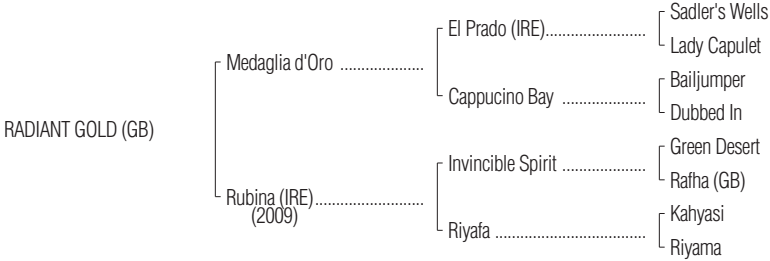 Sadler's Wells
El Prado (IRE)........................
Lady Capulet
Medaglia d'Oro ....................
Bailjumper
Cappucino Bay ....................
Dubbed In
RADIANT GOLD (GB)
Green Desert
Invincible Spirit ....................
Rafha (GB)
Rubina (IRE)..........................
(2009)
Kahyasi
Riyafa ....................................
Riyama